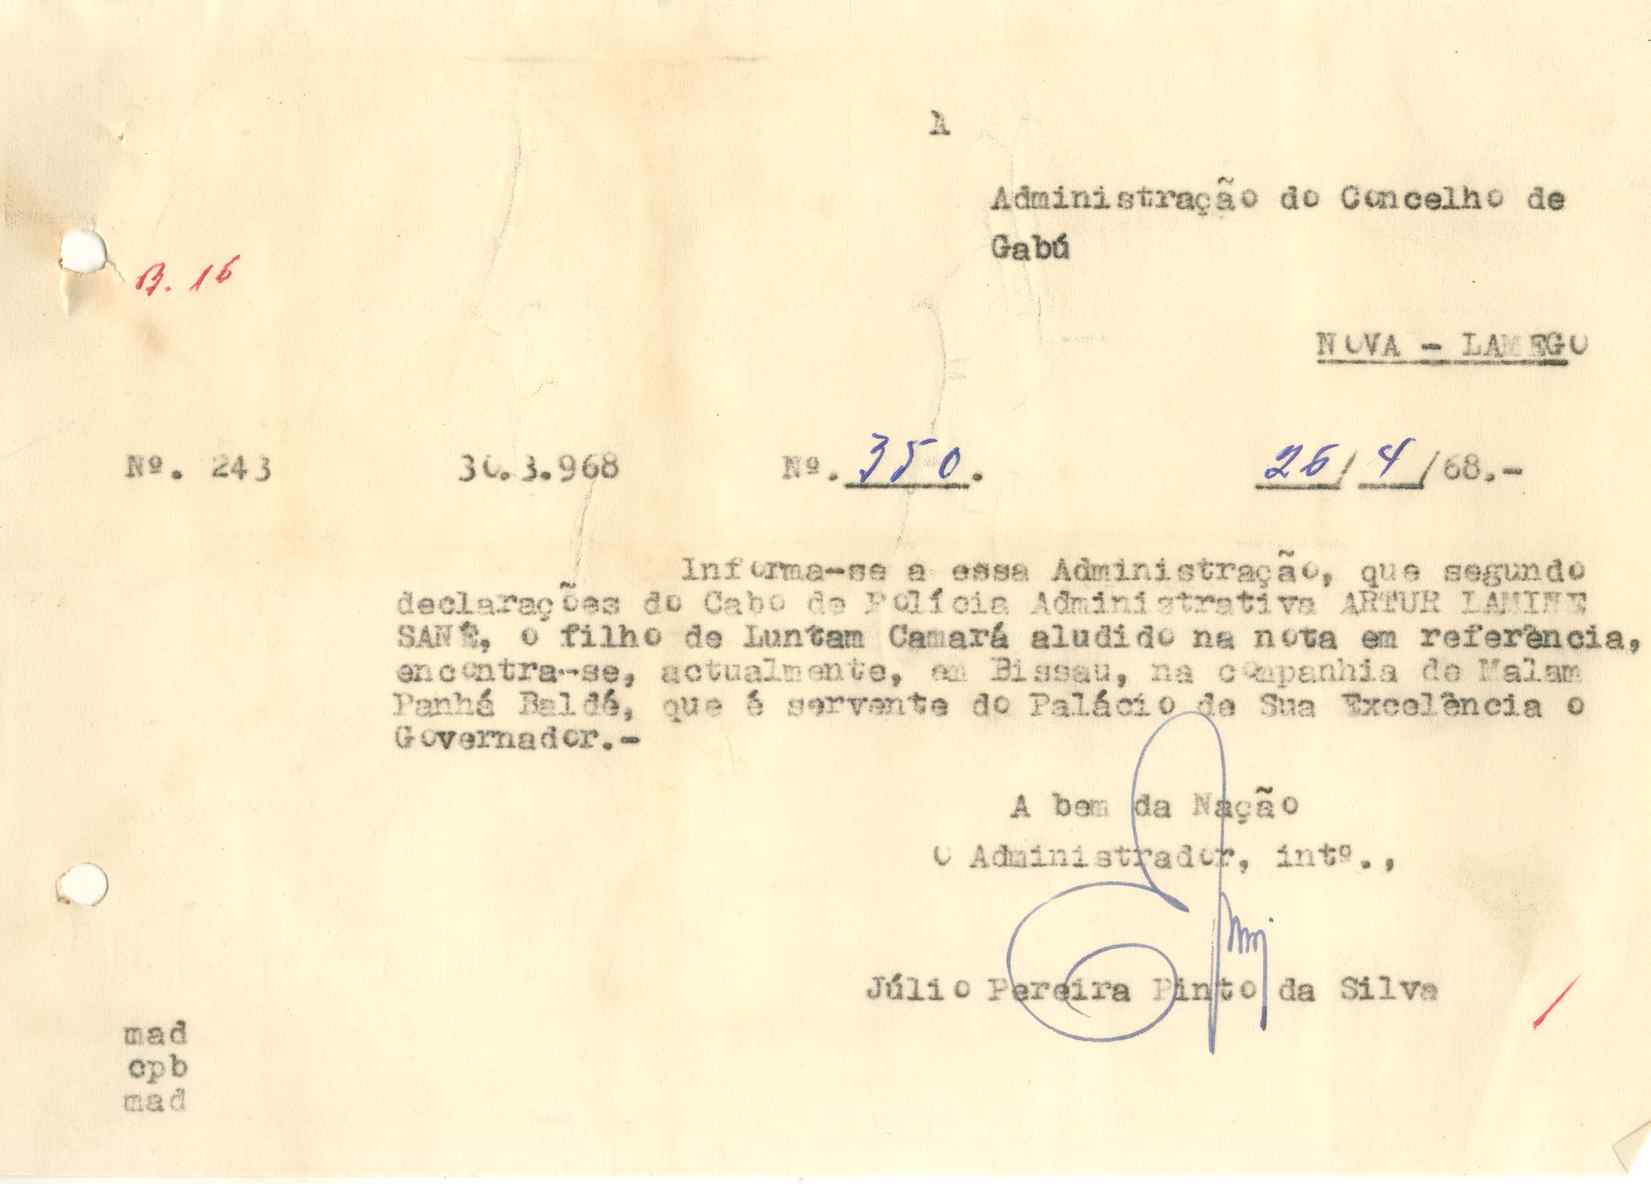 A
Administração do Concelho de
Gabú
NOVA - LAMEGO
B. 16
Nº. 243 30.3.968 Nº. 350. 26/ 4 /68.-
Informa-se a essa Administração, que segundo
declarações do Cabo de Polícia Administrativa ARTUR LAMINE
SANÉ, o filho de Luntam Camará aludido na nota em referência,
encontra-se, actualmente, em Bissau, na companhia de Malam
Panhé Baldé, que é servente do Palácio de Sua Excelência o
Governador.-
A bem da Nação
O Administrador, intº.,
Júlio Pereira Pinto da Silva
mad
cpb
mad